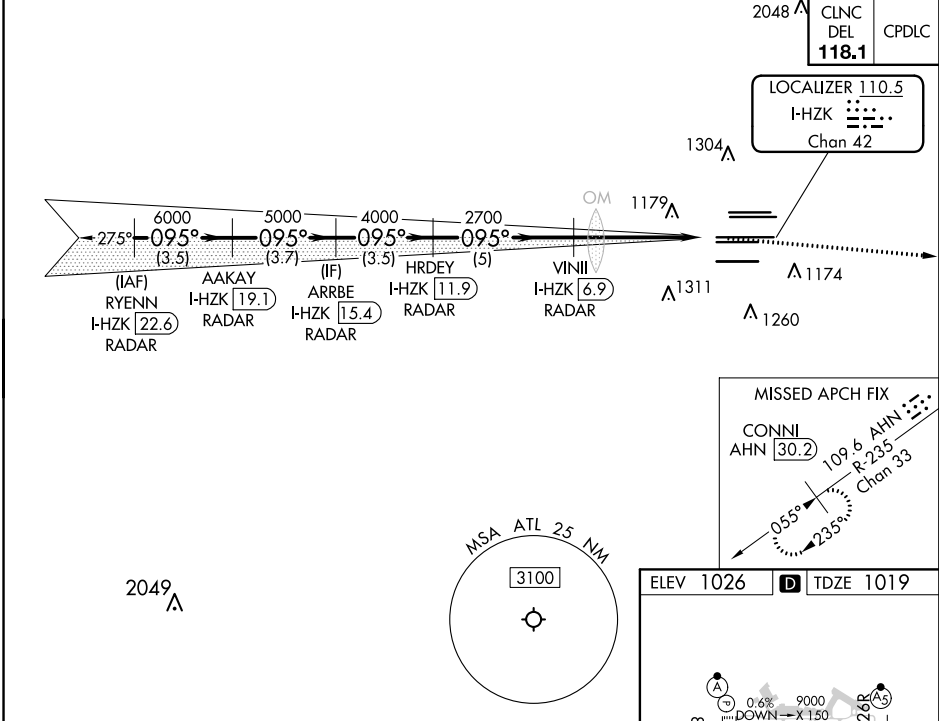 2048
CLNC DEL 118.1
CPDLC
LOCALIZER 110.5
I-HZK
Chan 42
1304
OM
1179
6000
5000
4000
2700
275°
095°
095°
095°
095°
(3.5)
(3.7)
(3.5)
(5)
(IAF)
RYENN
I-HZK 22.6
RADAR
AAKAY
I-HZK 19.1
RADAR
(IF)
ARRBE
I-HZK 15.4
RADAR
HRDEY
I-HZK 11.9
RADAR
VINII
I-HZK 6.9
RADAR
1311
1174
1260
MISSED APCH FIX
CONNI
AHN 30.2
109.6 AHN
R-235
Chan 33
055°
235°
MSA ATL 25 NM
3100
2049
ELEV 1026
D
TDZE 1019
A
P
0.6%
DOWN
9000
X 150
26R
A5